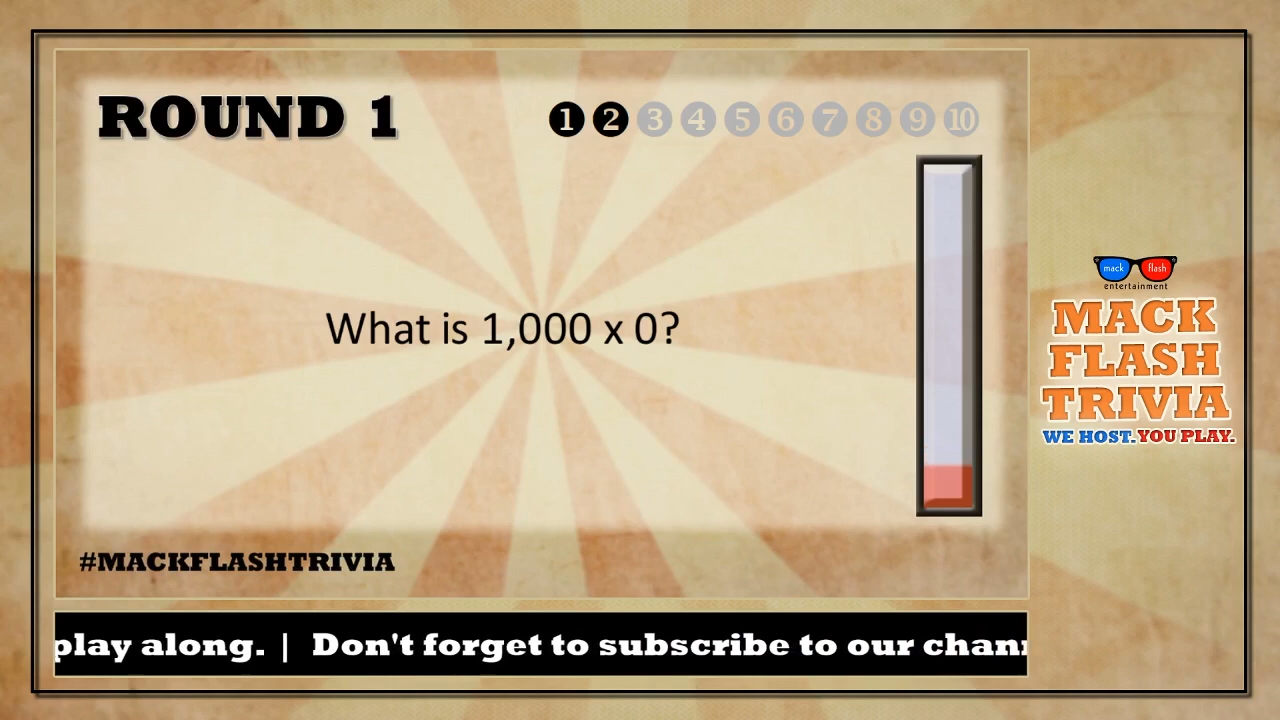 ROUND 1
1 2 3 4 5 6 7 8 9 10
What is 1,000 x 0?
mack flash
entertainment
MACK
FLASH
TRIVIA
WE HOST. YOU PLAY.
#MACKFLASHTRIVIA
play along. | Don't forget to subscribe to our chann